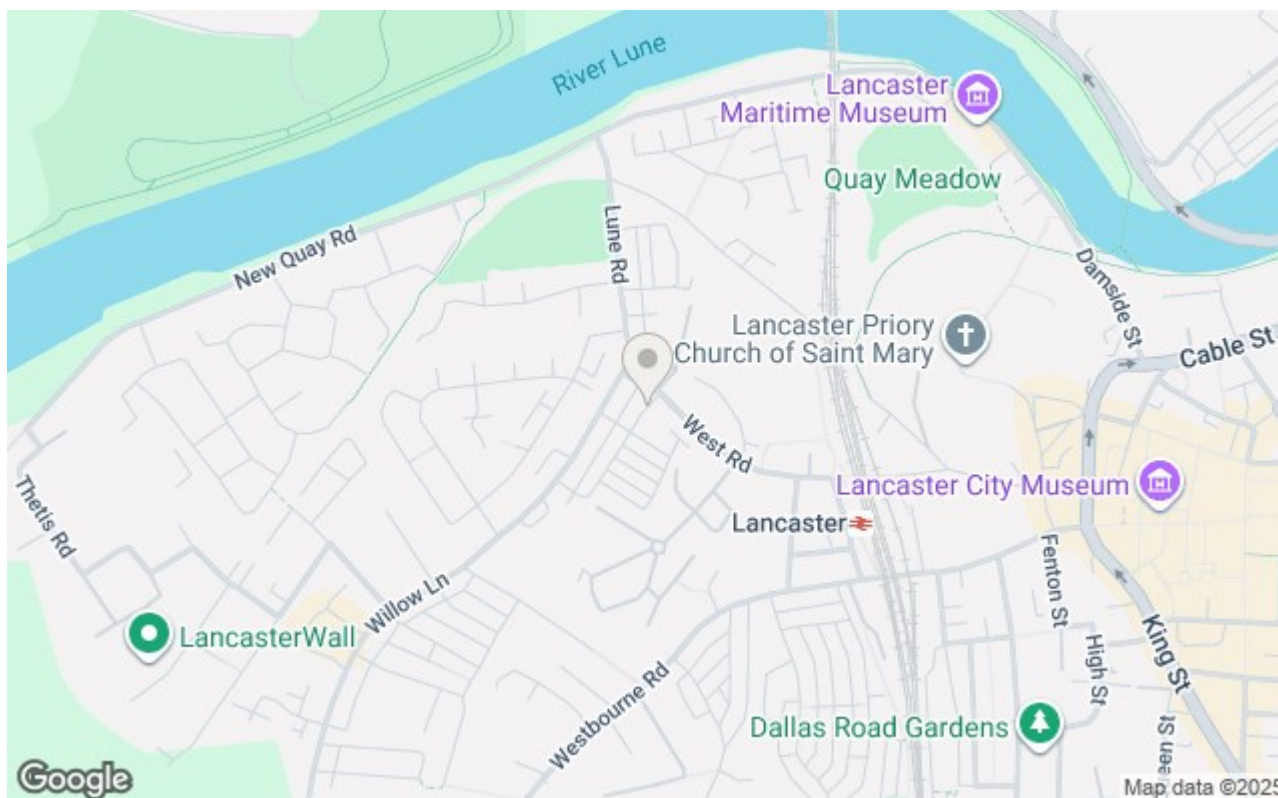 River Lune
Lancaster
Maritime Museum
Quay Meadow
New Quay Rd
Lune Rd
Damside St
Lancaster Priory
Church of Saint Mary
Cable St
West Rd
Lancaster City Museum
Lancaster
Thetis Rd
Willow Ln
LancasterWall
Fenton St
High St
King St
Westbourne Rd
Dallas Road Gardens
een St
Google
Map data ©2025